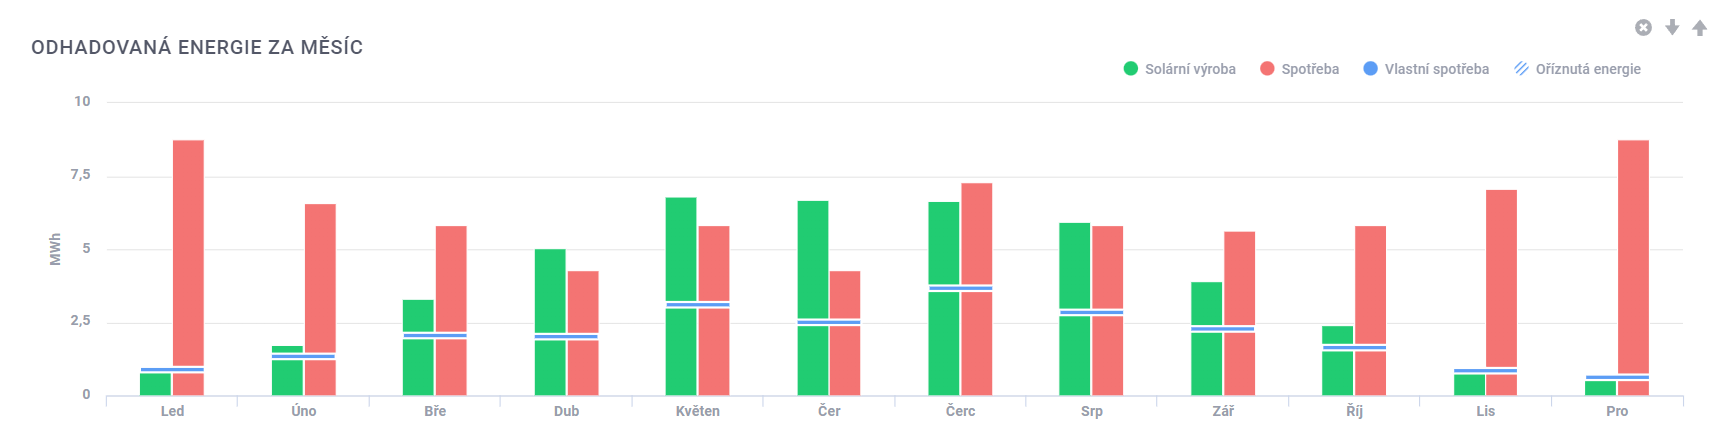 ODHADOVANÁ ENERGIE ZA MĚSÍC
Solární výroba Spotřeba Vlastní spotřeba Oříznutá energie
10
7,5
5
2,5
0
MWh
Led Úno Bře Dub Květen Čer Černc Srp Zář Říj Lis Pro